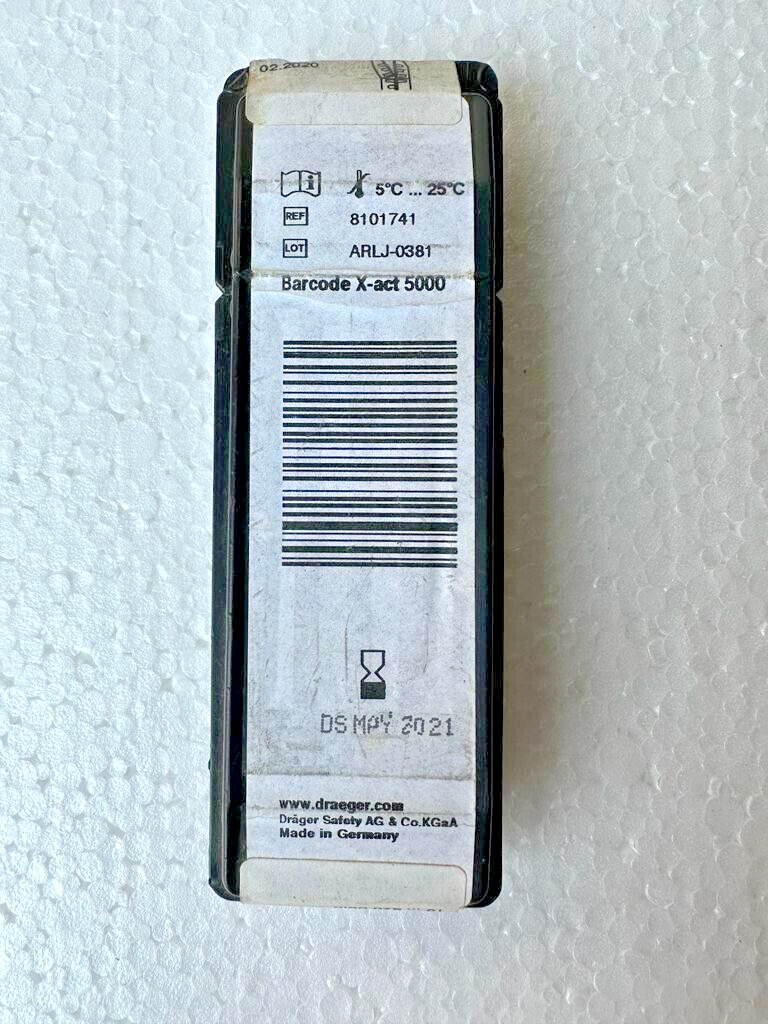 02.2020
5°C ... 25°C
REF 8101741
LOT ARLJ-0381
Barcode X-act 5000
DS MAY 2021
www.draeger.com
Dräger Safety AG & Co.KGaA
Made in Germany